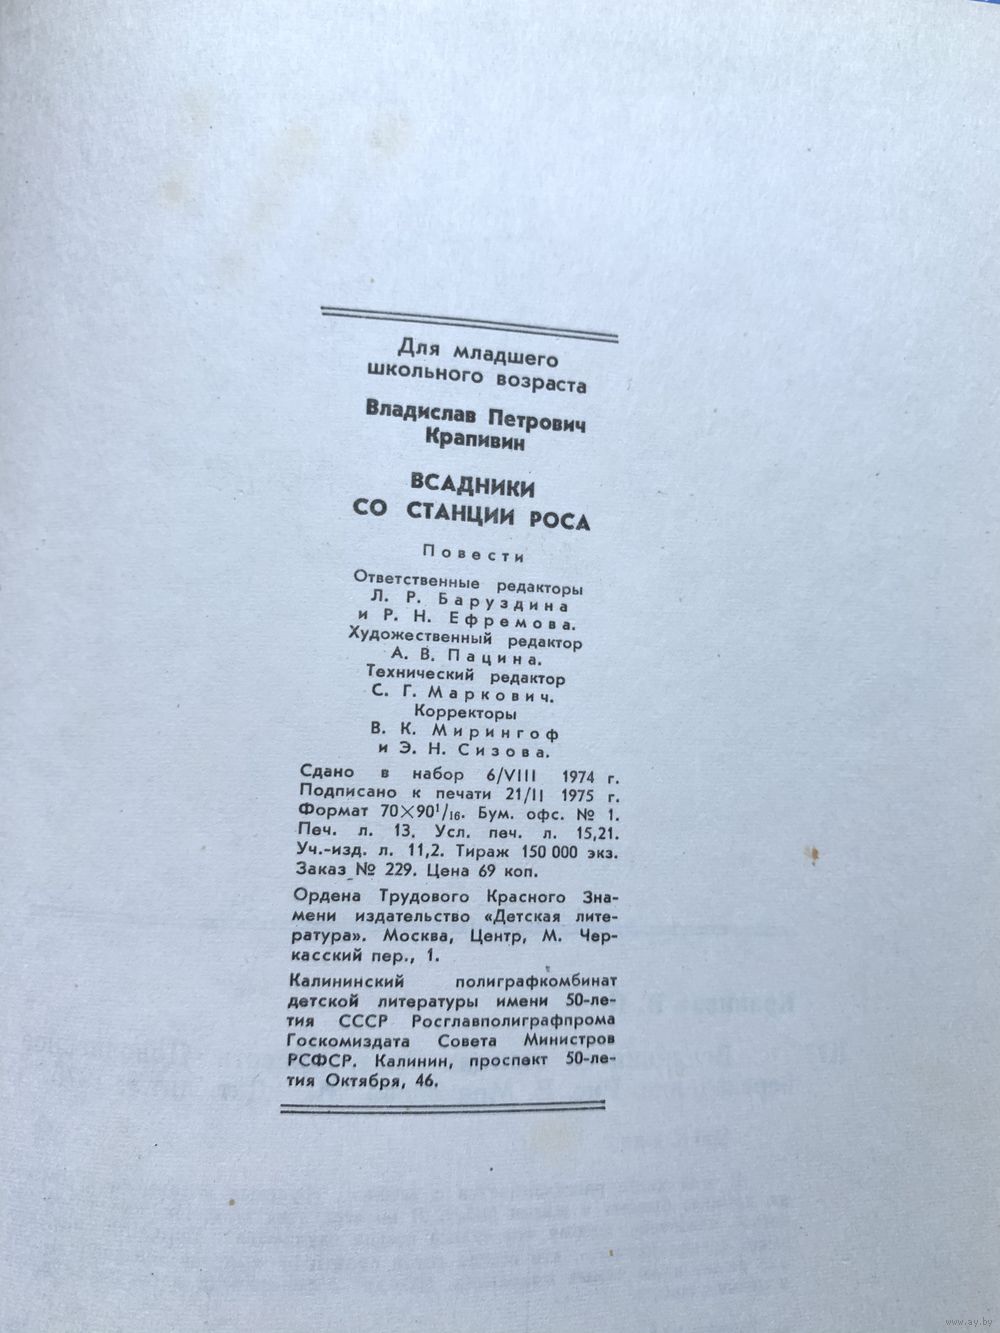 Для младшего
школьного возраста
Владислав Петрович
Крапивин
ВСАДНИКИ
СО СТАНЦИИ РОСА
Повести
Ответственные редакторы
Л. Р. Баруздина
и Р. Н. Ефремова.
Художественный редактор
А. В. Пацина.
Технический редактор
С. Г. Маркович.
Корректоры
В. К. Мирингоф
и Э. Н. Сизова.
Сдано в набор 6/VIII 1974 г.
Подписано к печати 21/II 1975 г.
Формат 70×90¹/₁₆. Бум. офс. № 1.
Печ. л. 13. Усл. печ. л. 15,21.
Уч.-изд. л. 11,2. Тираж 150 000 экз.
Заказ № 229. Цена 69 коп.
Ордена Трудового Красного Зна-
мени издательство «Детская лите-
ратура». Москва, Центр, М. Чер-
касский пер., 1.
Калининский полиграфкомбинат
детской литературы имени 50-ле-
тия СССР Росглавполиграфпрома
Госкомиздата Совета Министров
РСФСР. Калинин, проспект 50-ле-
тия Октября, 46.
www.ay.by